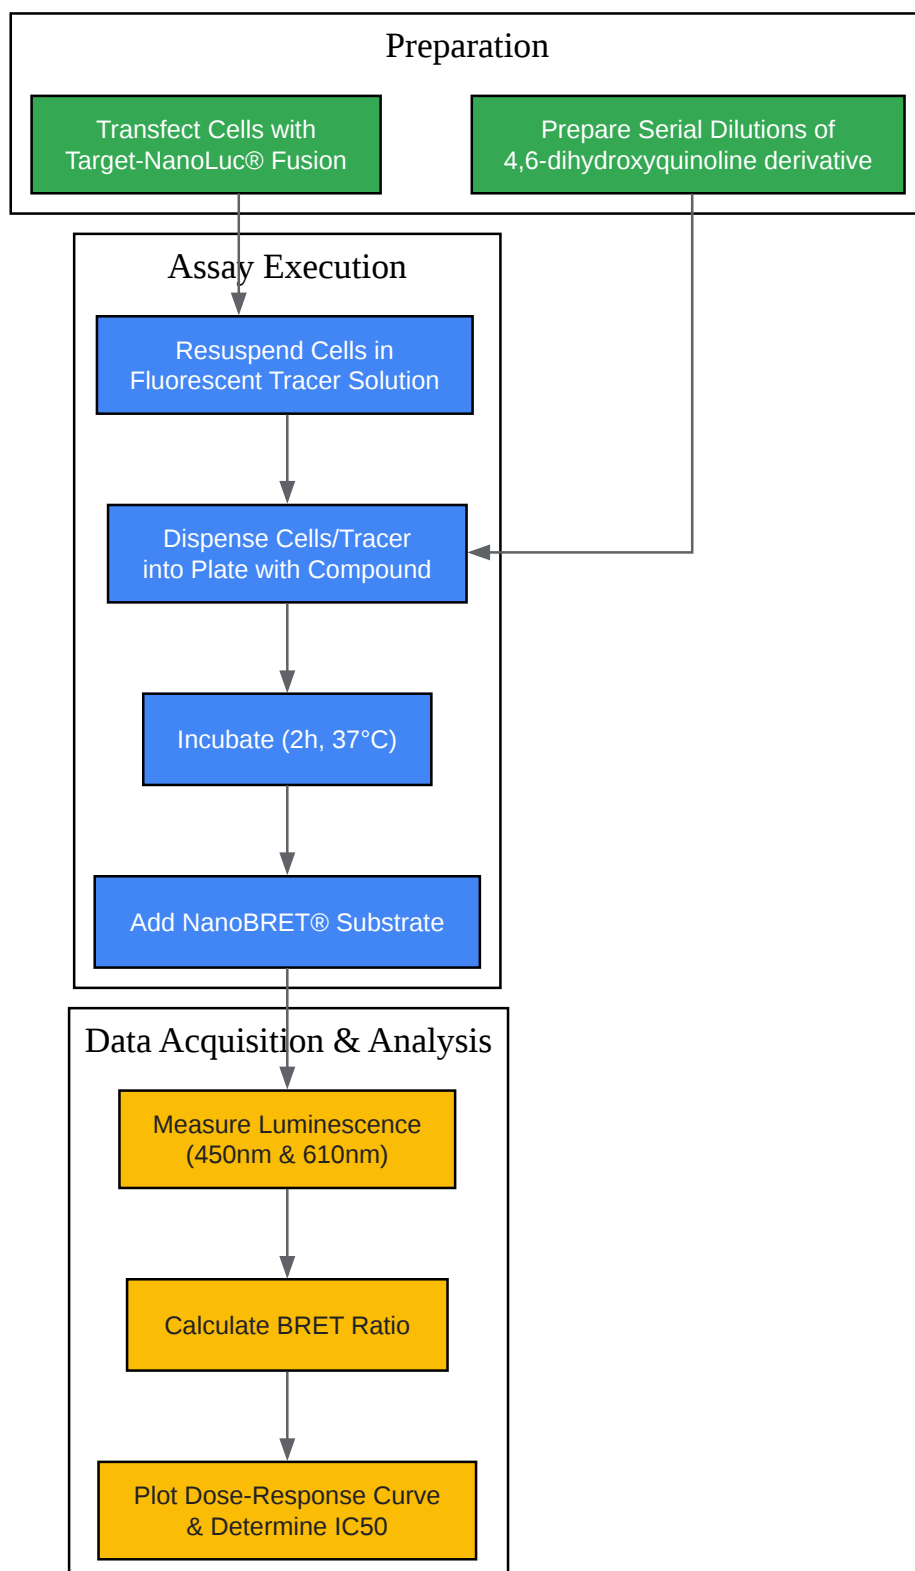 Preparation
Transfect Cells with
Target-NanoLuc® Fusion
Prepare Serial Dilutions of
4,6-dihydroxyquinoline derivative
Assay Execution
Resuspend Cells in
Fluorescent Tracer Solution
Dispense Cells/Tracer
into Plate with Compound
Incubate (2h, 37°C)
Add NanoBRET® Substrate
Data Acquisition & Analysis
Measure Luminescence
(450nm & 610nm)
Calculate BRET Ratio
Plot Dose-Response Curve
& Determine IC50